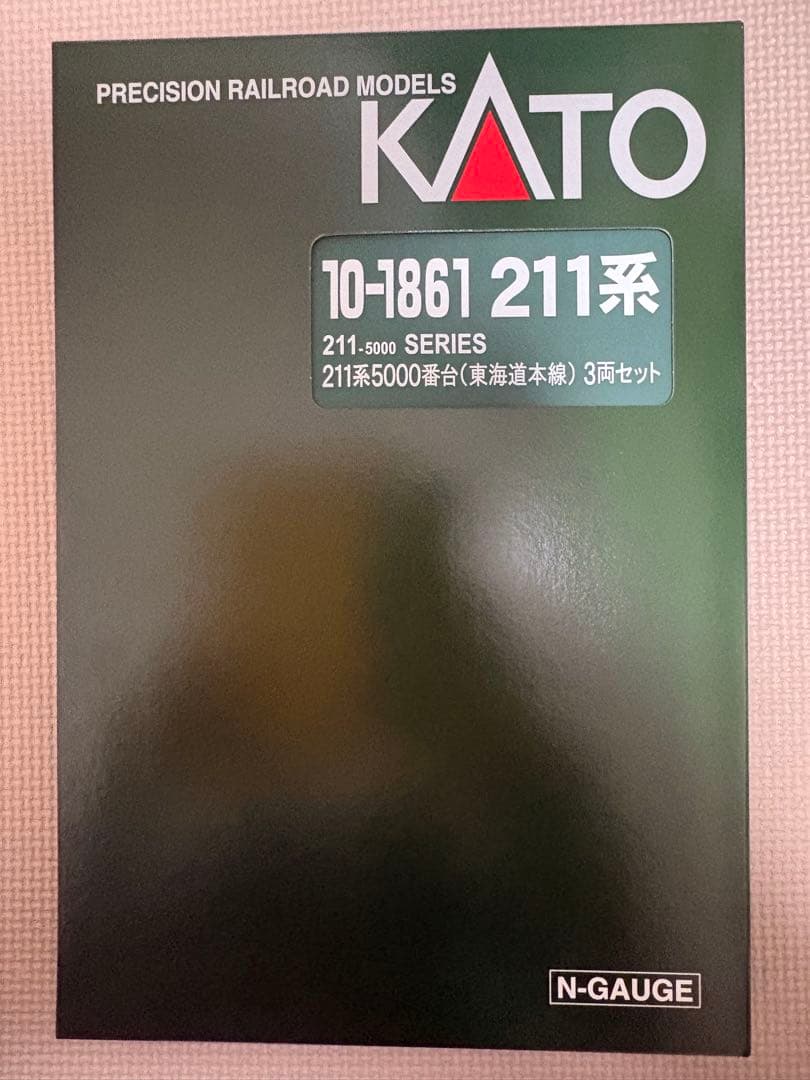 PRECISION RAILROAD MODELS
KATO
10-1861 211系
211-5000 SERIES
211系5000番台(東海道本線) 3両セット
N-GAUGE